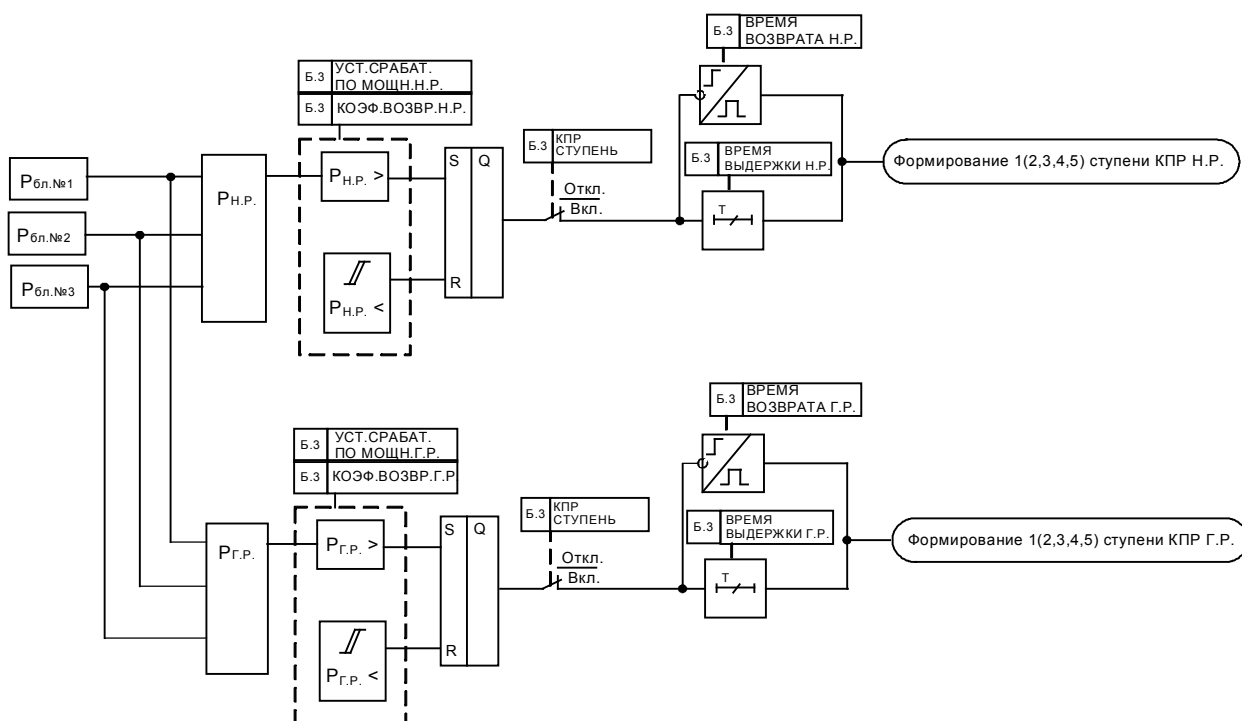 Б.3 ВРЕМЯ
ВОЗВРАТА Н.Р.
Б.3 УСТ.СРАБАТ.
ПО МОЩН.Н.Р.
Б.3 КОЭФ.ВОЗВР.Н.Р.
Б.3 КПР
СТУПЕНЬ
Б.3 ВРЕМЯ
ВЫДЕРЖКИ Н.Р.
Pбл.№1
Pбл.№2
Pбл.№3
PН.Р.
PН.Р. >
PН.Р. <
S Q
R
Откл.
Вкл.
T
Формирование 1(2,3,4,5) ступени КПР Н.Р.
Б.3 ВРЕМЯ
ВОЗВРАТА Г.Р.
Б.3 УСТ.СРАБАТ.
ПО МОЩН.Г.Р.
Б.3 КОЭФ.ВОЗВР.Г.Р
Б.3 КПР
СТУПЕНЬ
Б.3 ВРЕМЯ
ВЫДЕРЖКИ Г.Р.
PГ.Р.
PГ.Р. >
PГ.Р. <
S Q
R
Откл.
Вкл.
T
Формирование 1(2,3,4,5) ступени КПР Г.Р.